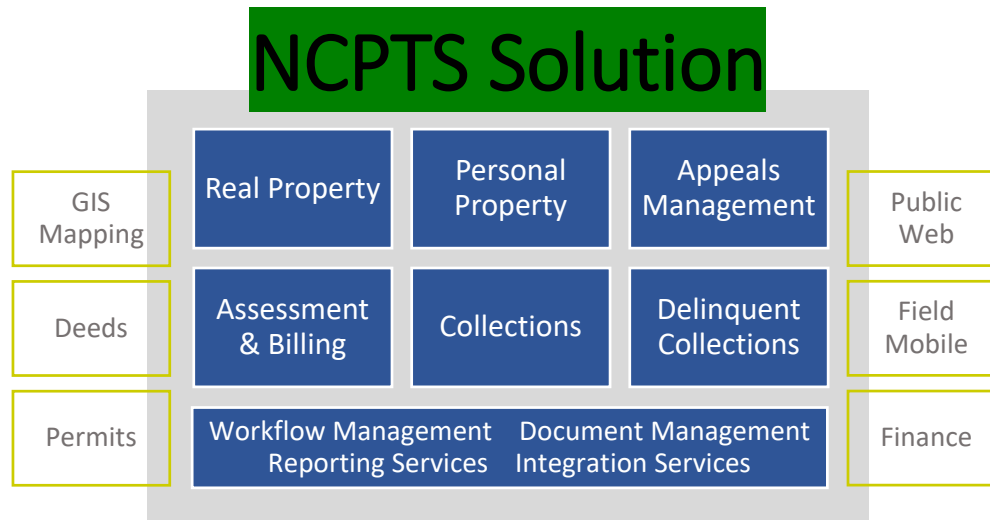 NCPTS Solution
Real Property
Personal
Property
Appeals
Management
GIS
Mapping
Public
Web
Assessment
& Billing
Collections
Delinquent
Collections
Deeds
Field
Mobile
Permits
Workflow Management Document Management
Reporting Services Integration Services
Finance